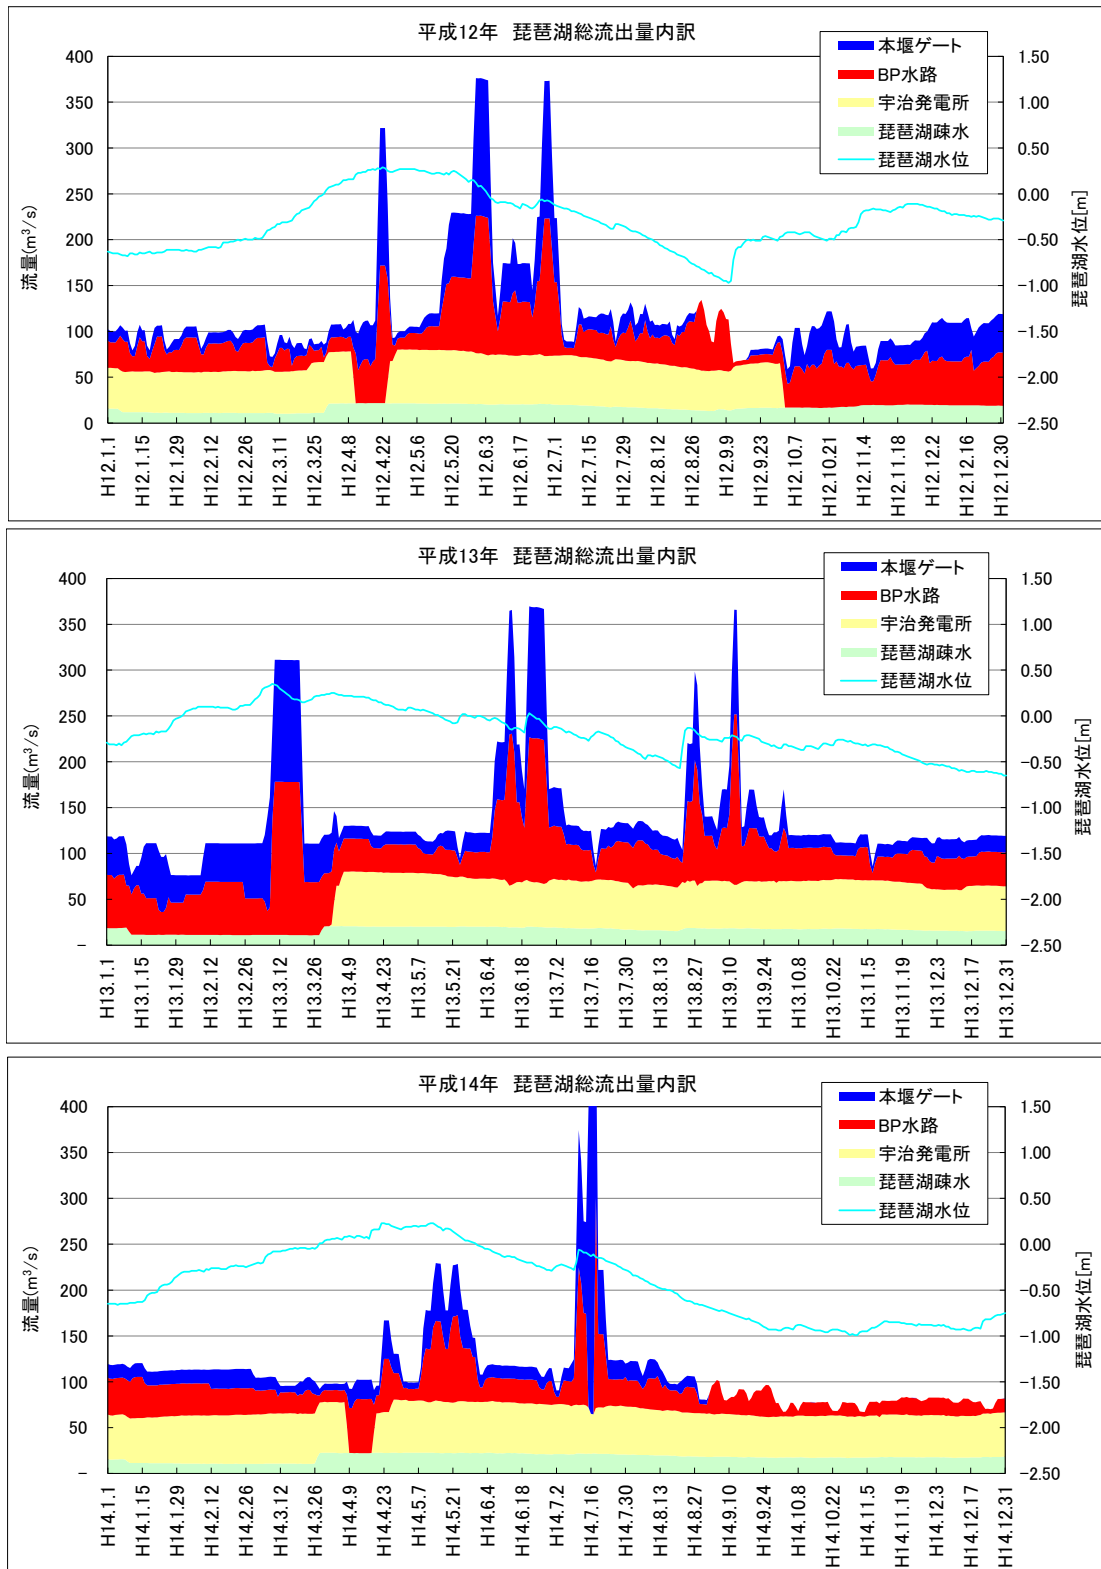 平成12年 琵琶湖総流出量内訳
本堰ゲート
BP水路
宇治発電所
琵琶湖疎水
琵琶湖水位
400
350
300
250
200
150
100
50
0
流量(m³/s)
1.50
1.00
0.50
0.00
-0.50
-1.00
-1.50
-2.00
-2.50
琵琶湖水位[m]
H12.1.1
H12.1.15
H12.1.29
H12.2.12
H12.2.26
H12.3.11
H12.3.25
H12.4.8
H12.4.22
H12.5.6
H12.5.20
H12.6.3
H12.6.17
H12.7.1
H12.7.15
H12.7.29
H12.8.12
H12.8.26
H12.9.9
H12.9.23
H12.10.7
H12.10.21
H12.11.4
H12.11.18
H12.12.2
H12.12.16
H12.12.30
平成13年 琵琶湖総流出量内訳
本堰ゲート
BP水路
宇治発電所
琵琶湖疎水
琵琶湖水位
400
350
300
250
200
150
100
50
-
流量(m³/s)
1.50
1.00
0.50
0.00
-0.50
-1.00
-1.50
-2.00
-2.50
琵琶湖水位[m]
H13.1.1
H13.1.15
H13.1.29
H13.2.12
H13.2.26
H13.3.12
H13.3.26
H13.4.9
H13.4.23
H13.5.7
H13.5.21
H13.6.4
H13.6.18
H13.7.2
H13.7.16
H13.7.30
H13.8.13
H13.8.27
H13.9.10
H13.9.24
H13.10.8
H13.10.22
H13.11.5
H13.11.19
H13.12.3
H13.12.17
H13.12.31
平成14年 琵琶湖総流出量内訳
本堰ゲート
BP水路
宇治発電所
琵琶湖疎水
琵琶湖水位
400
350
300
250
200
150
100
50
-
流量(m³/s)
1.50
1.00
0.50
0.00
-0.50
-1.00
-1.50
-2.00
-2.50
琵琶湖水位[m]
H14.1.1
H14.1.15
H14.1.29
H14.2.12
H14.2.26
H14.3.12
H14.3.26
H14.4.9
H14.4.23
H14.5.7
H14.5.21
H14.6.4
H14.6.18
H14.7.2
H14.7.16
H14.7.30
H14.8.13
H14.8.27
H14.9.10
H14.9.24
H14.10.8
H14.10.22
H14.11.5
H14.11.19
H14.12.3
H14.12.17
H14.12.31